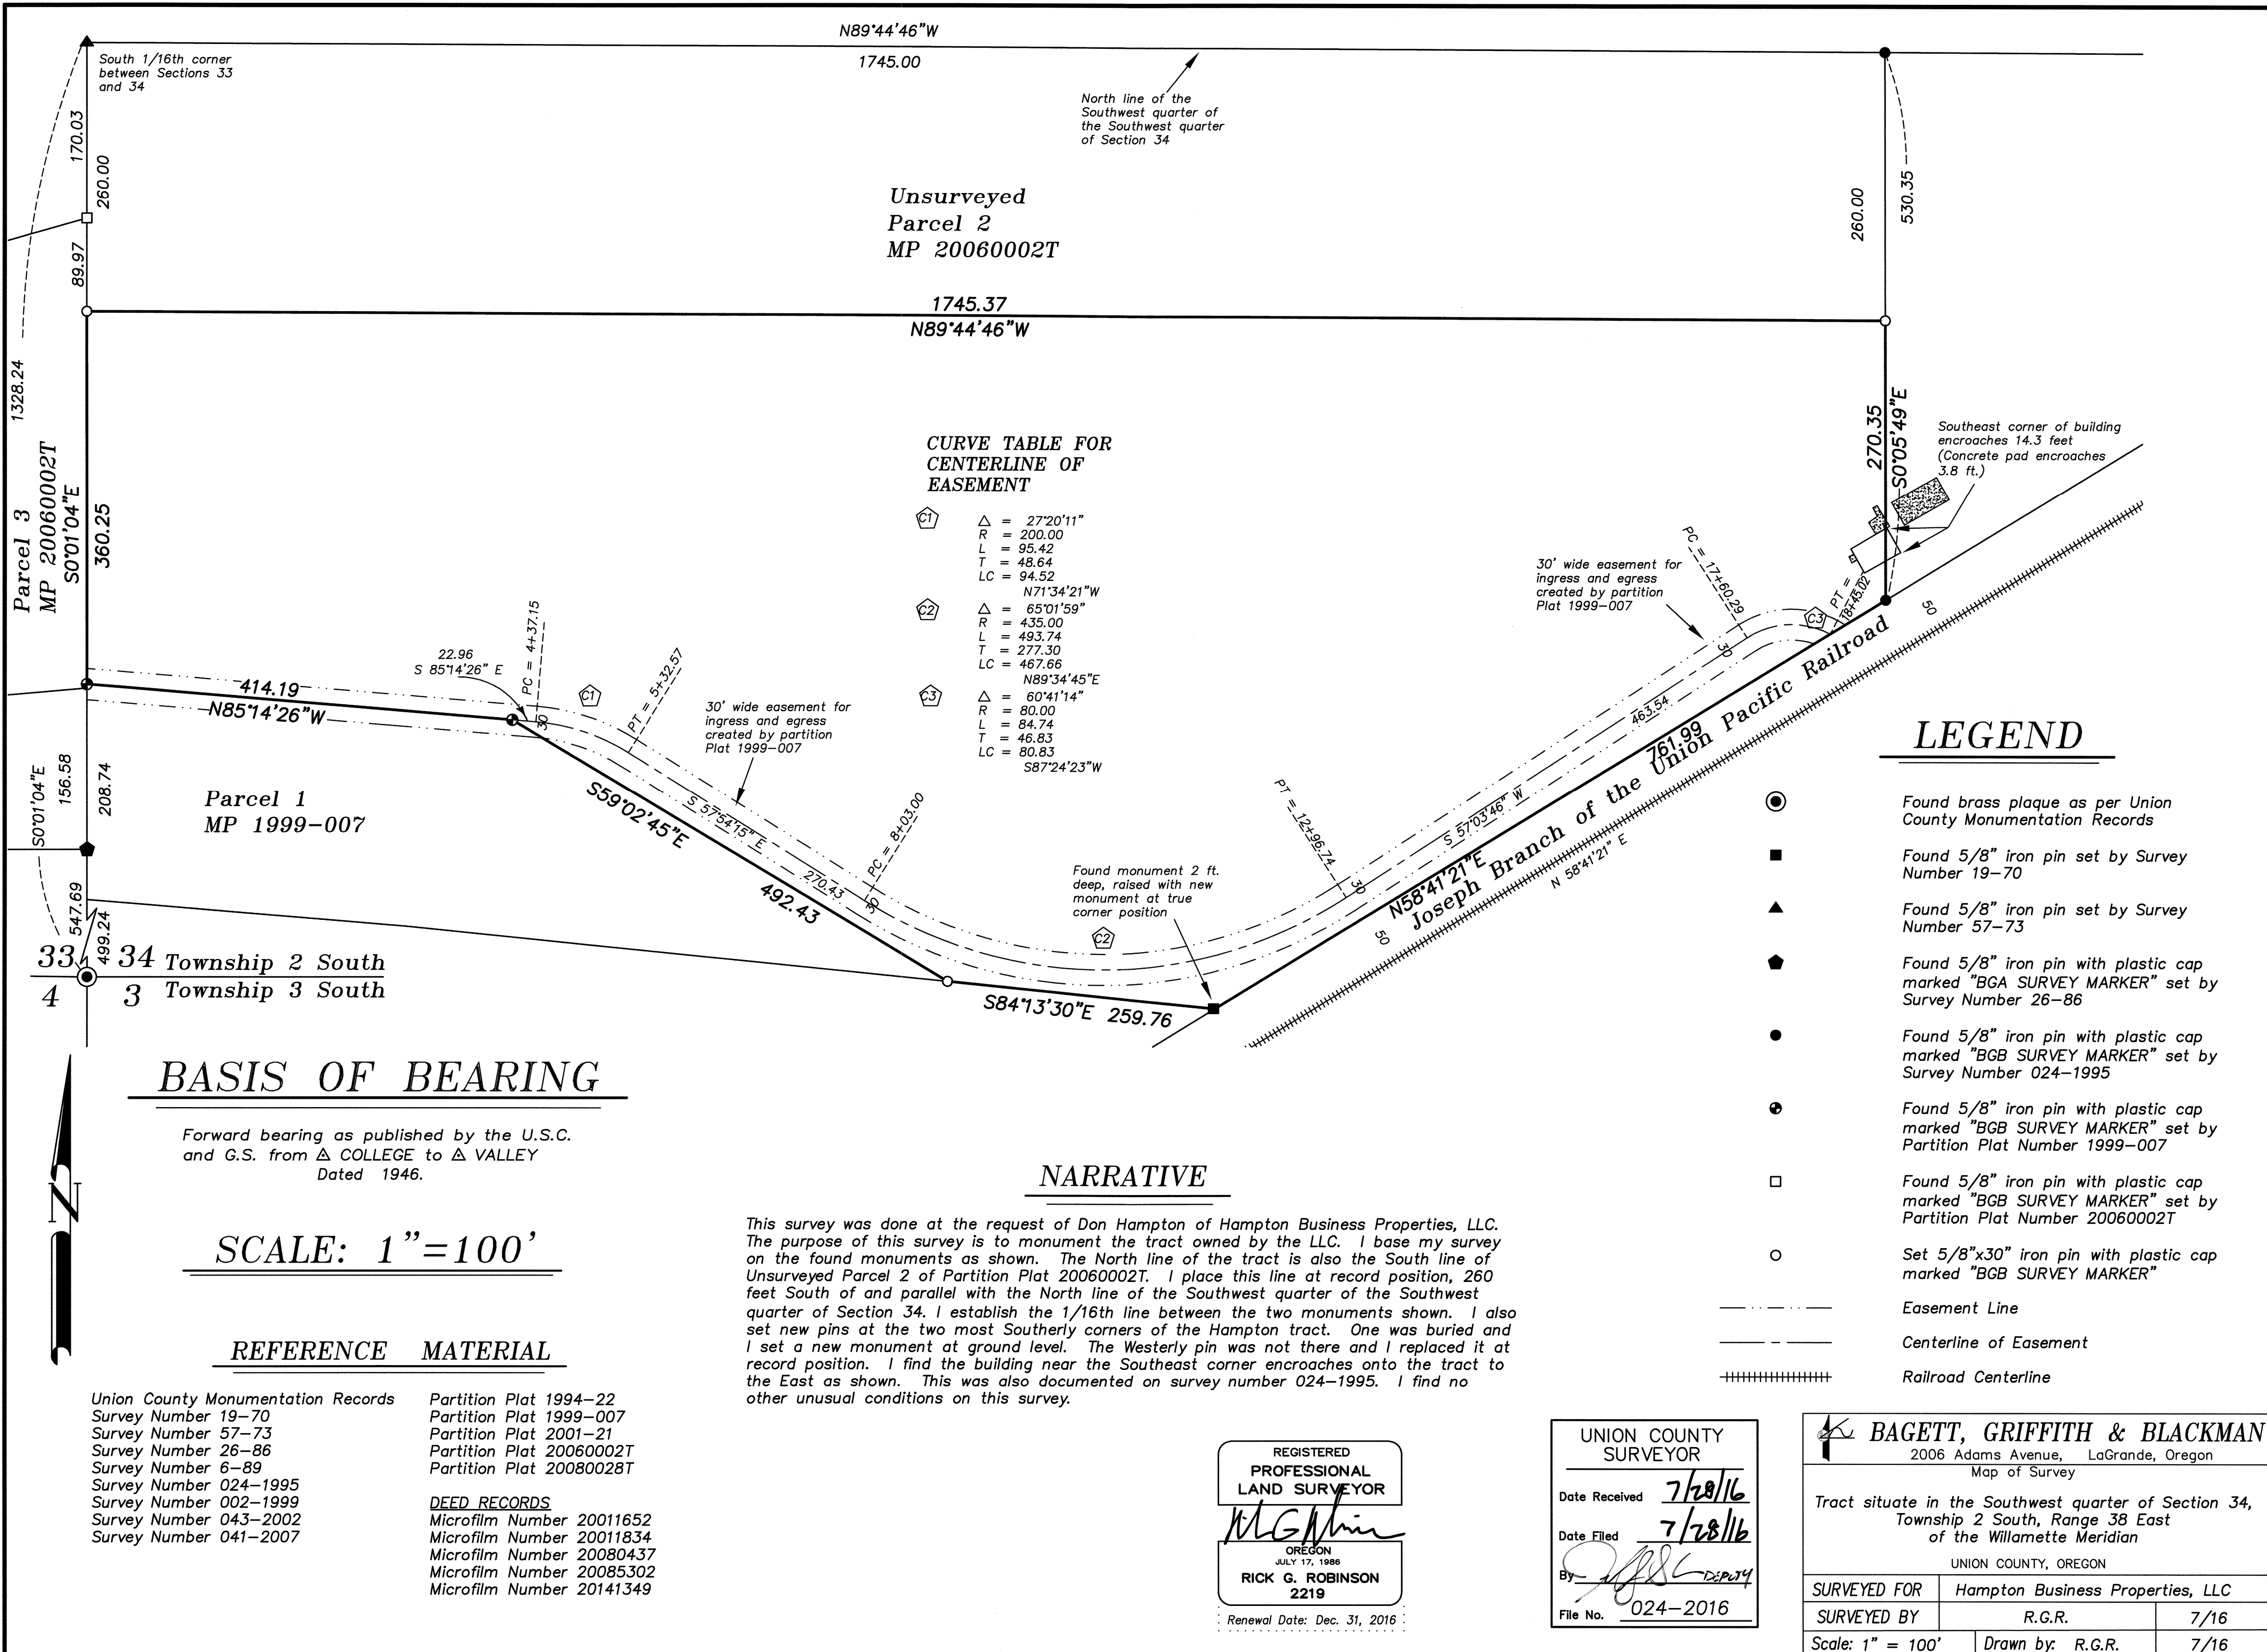 N89°44'46"W
1745.00
South 1/16th corner
between Sections 33
and 34
North line of the
Southwest quarter of
the Southwest quarter
of Section 34
170.03
260.00
89.97
1328.24
260.00
530.35
Unsurveyed
Parcel 2
MP 20060002T
1745.37
N89°44'46"W
Parcel 3
MP 20060002T
S0°01'04"E
360.25
270.35
S0°05'49"E
Southeast corner of building
encroaches 14.3 feet
(Concrete pad encroaches
3.8 ft.)
CURVE TABLE FOR
CENTERLINE OF
EASEMENT
C1
△ = 27°20'11"
R = 200.00
L = 95.42
T = 48.64
LC = 94.52
N71°34'21"W
C2
△ = 65°01'59"
R = 435.00
L = 493.74
T = 277.30
LC = 467.66
N89°34'45"E
C3
△ = 60°41'14"
R = 80.00
L = 84.74
T = 46.83
LC = 80.83
S87°24'23"W
30' wide easement for
ingress and egress
created by partition
Plat 1999-007
PC = 17+60.29
PT =
18+45.02
C3
30
50
414.19
N85°14'26"W
22.96
S 85°14'26" E
PC = 4+37.15
30
C1
PT = 5+32.57
30' wide easement for
ingress and egress
created by partition
Plat 1999-007
S59°02'45"E
492.43
S 57°54'15" E
270.43
PC = 8+03.00
30
C2
PT = 12+96.74
30
463.54
S 57°03'46" W
761.99
N58°41'21"E
Joseph Branch of the Union Pacific Railroad
N 58°41'21" E
50
Found monument 2 ft.
deep, raised with new
monument at true
corner position
S84°13'30"E 259.76
Parcel 1
MP 1999-007
S0°01'04"E
156.58
208.74
547.69
499.24
33 34 Township 2 South
4 3 Township 3 South
LEGEND
Found brass plaque as per Union
County Monumentation Records
Found 5/8" iron pin set by Survey
Number 19-70
Found 5/8" iron pin set by Survey
Number 57-73
Found 5/8" iron pin with plastic cap
marked "BGA SURVEY MARKER" set by
Survey Number 26-86
Found 5/8" iron pin with plastic cap
marked "BGB SURVEY MARKER" set by
Survey Number 024-1995
Found 5/8" iron pin with plastic cap
marked "BGB SURVEY MARKER" set by
Partition Plat Number 1999-007
Found 5/8" iron pin with plastic cap
marked "BGB SURVEY MARKER" set by
Partition Plat Number 20060002T
Set 5/8"x30" iron pin with plastic cap
marked "BGB SURVEY MARKER"
Easement Line
Centerline of Easement
Railroad Centerline
BASIS OF BEARING
Forward bearing as published by the U.S.C.
and G.S. from △ COLLEGE to △ VALLEY
Dated 1946.
N
SCALE: 1"=100'
REFERENCE MATERIAL
Union County Monumentation Records
Survey Number 19-70
Survey Number 57-73
Survey Number 26-86
Survey Number 6-89
Survey Number 024-1995
Survey Number 002-1999
Survey Number 043-2002
Survey Number 041-2007
Partition Plat 1994-22
Partition Plat 1999-007
Partition Plat 2001-21
Partition Plat 20060002T
Partition Plat 20080028T
DEED RECORDS
Microfilm Number 20011652
Microfilm Number 20011834
Microfilm Number 20080437
Microfilm Number 20085302
Microfilm Number 20141349
NARRATIVE
This survey was done at the request of Don Hampton of Hampton Business Properties, LLC.
The purpose of this survey is to monument the tract owned by the LLC. I base my survey
on the found monuments as shown. The North line of the tract is also the South line of
Unsurveyed Parcel 2 of Partition Plat 20060002T. I place this line at record position, 260
feet South of and parallel with the North line of the Southwest quarter of the Southwest
quarter of Section 34. I establish the 1/16th line between the two monuments shown. I also
set new pins at the two most Southerly corners of the Hampton tract. One was buried and
I set a new monument at ground level. The Westerly pin was not there and I replaced it at
record position. I find the building near the Southeast corner encroaches onto the tract to
the East as shown. This was also documented on survey number 024-1995. I find no
other unusual conditions on this survey.
REGISTERED
PROFESSIONAL
LAND SURVEYOR
OREGON
JULY 17, 1986
RICK G. ROBINSON
2219
Renewal Date: Dec. 31, 2016
UNION COUNTY
SURVEYOR
Date Received 7/28/16
Date Filed 7/28/16
By DEPUTY
File No. 024-2016
BAGETT, GRIFFITH & BLACKMAN
2006 Adams Avenue, LaGrande, Oregon
Map of Survey
Tract situate in the Southwest quarter of Section 34,
Township 2 South, Range 38 East
of the Willamette Meridian
UNION COUNTY, OREGON
SURVEYED FOR Hampton Business Properties, LLC
SURVEYED BY R.G.R. 7/16
Scale: 1" = 100' Drawn by: R.G.R. 7/16